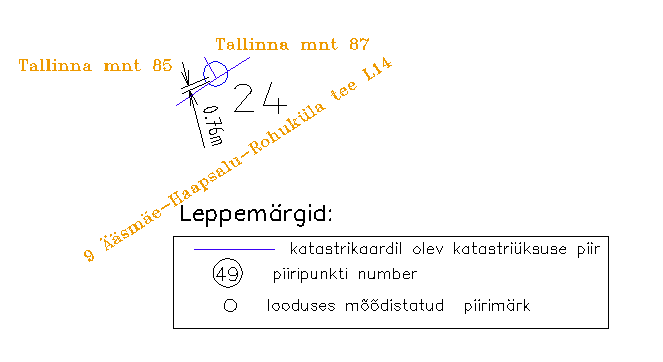 Tallinna mnt 87
Tallinna mnt 85
24
0.76m
9 Ääsmäe-Haapsalu-Rohuküla tee L14
Leppemärgid:
katastrikaardil olev katastriüksuse piir
49 piiripunkti number
looduses mõõdistatud piirimärk